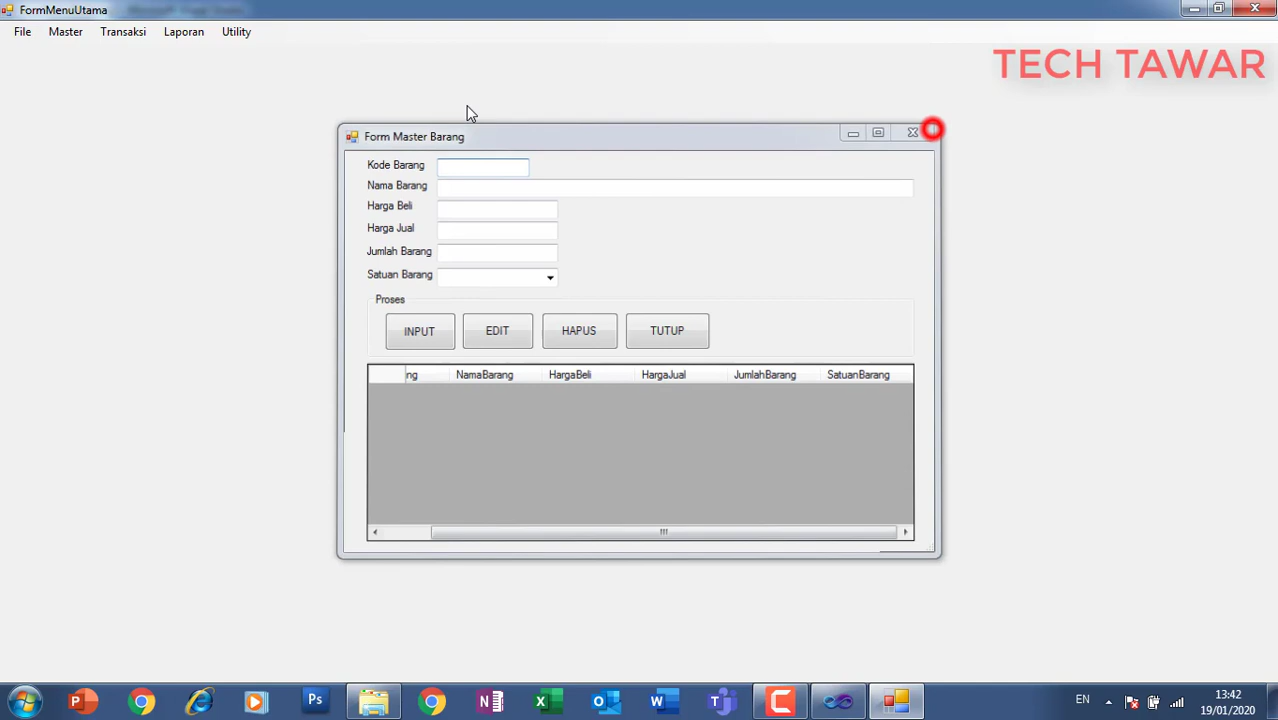 FormMenuUtama
File Master Transaksi Laporan Utility
TECH TAWAR
Form Master Barang
Kode Barang
Nama Barang
Harga Beli
Harga Jual
Jumlah Barang
Satuan Barang
Proses
INPUT EDIT HAPUS TUTUP
ng NamaBarang HargaBeli HargaJual JumlahBarang SatuanBarang
EN 13:42
19/01/2020